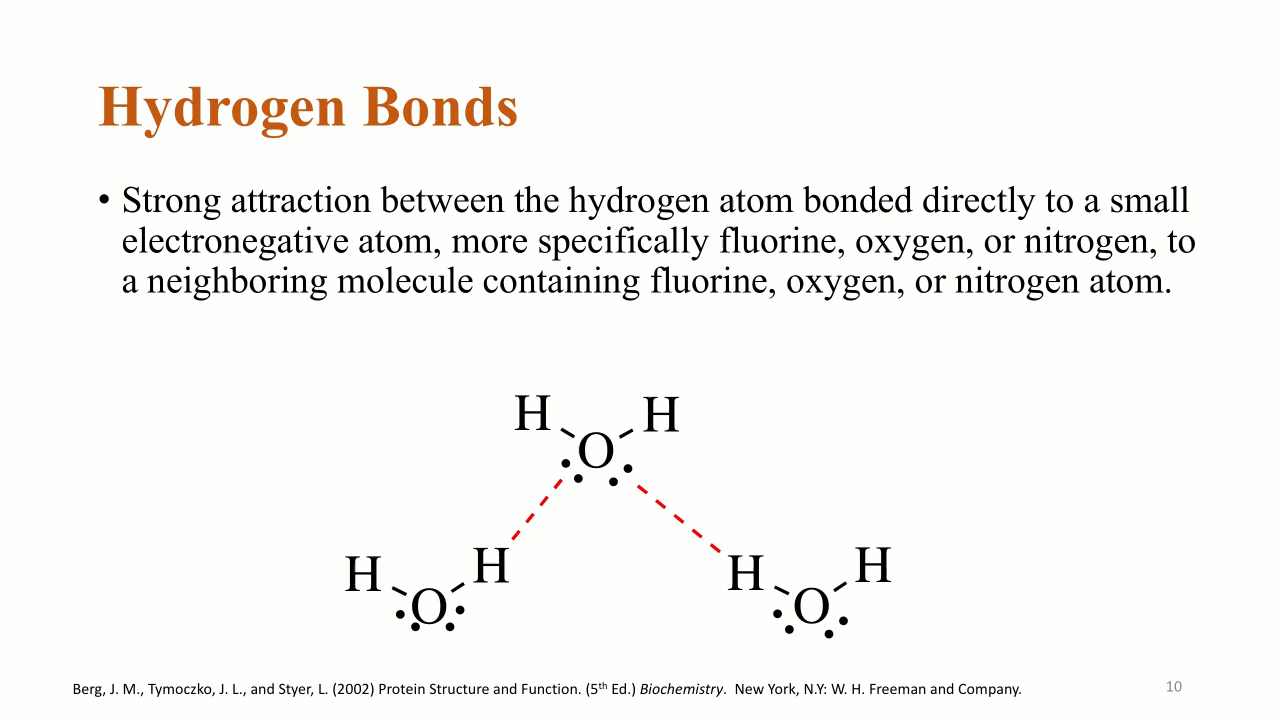 Hydrogen Bonds
• Strong attraction between the hydrogen atom bonded directly to a small
electronegative atom, more specifically fluorine, oxygen, or nitrogen, to
a neighboring molecule containing fluorine, oxygen, or nitrogen atom.
H H
O
H H
O
H H
O
Berg, J. M., Tymoczko, J. L., and Styer, L. (2002) Protein Structure and Function. (5th Ed.) Biochemistry. New York, N.Y: W. H. Freeman and Company.
10